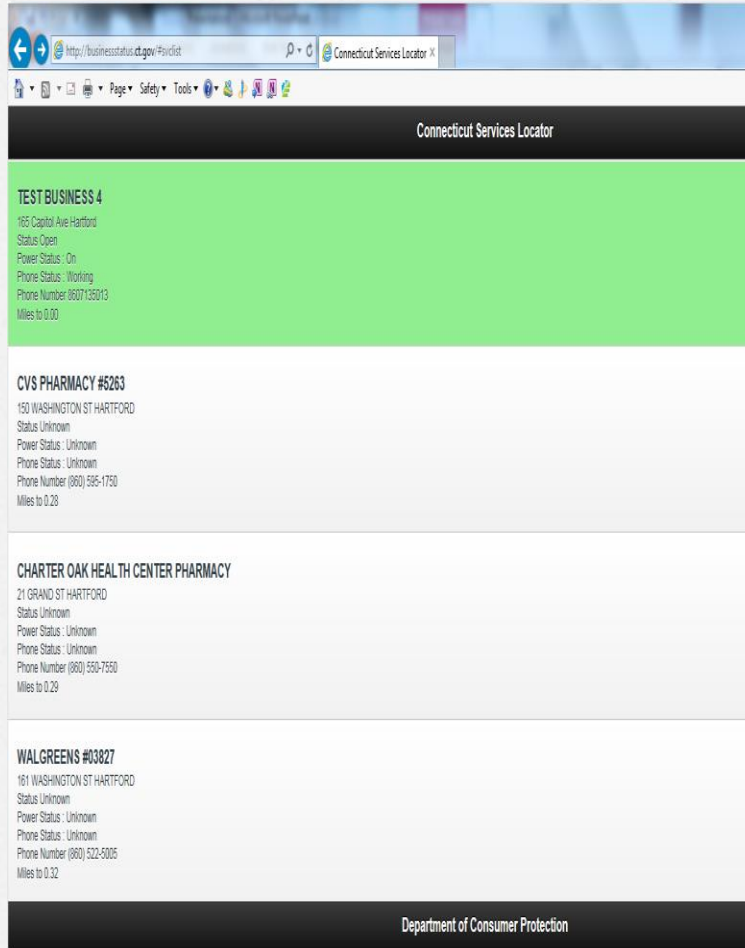 http://businessstatus.ct.gov/#svclist
Connecticut Services Locator
Page Safety Tools
Connecticut Services Locator
TEST BUSINESS 4
165 Capitol Ave Hartford
Status Open
Power Status : On
Phone Status : Working
Phone Number 8607135013
Miles to 0.00
CVS PHARMACY #5263
150 WASHINGTON ST HARTFORD
Status Unknown
Power Status : Unknown
Phone Status : Unknown
Phone Number (860) 595-1750
Miles to 0.28
CHARTER OAK HEALTH CENTER PHARMACY
21 GRAND ST HARTFORD
Status Unknown
Power Status : Unknown
Phone Status : Unknown
Phone Number (860) 550-7550
Miles to 0.29
WALGREENS #03827
161 WASHINGTON ST HARTFORD
Status Unknown
Power Status : Unknown
Phone Status : Unknown
Phone Number (860) 522-5005
Miles to 0.32
Department of Consumer Protection